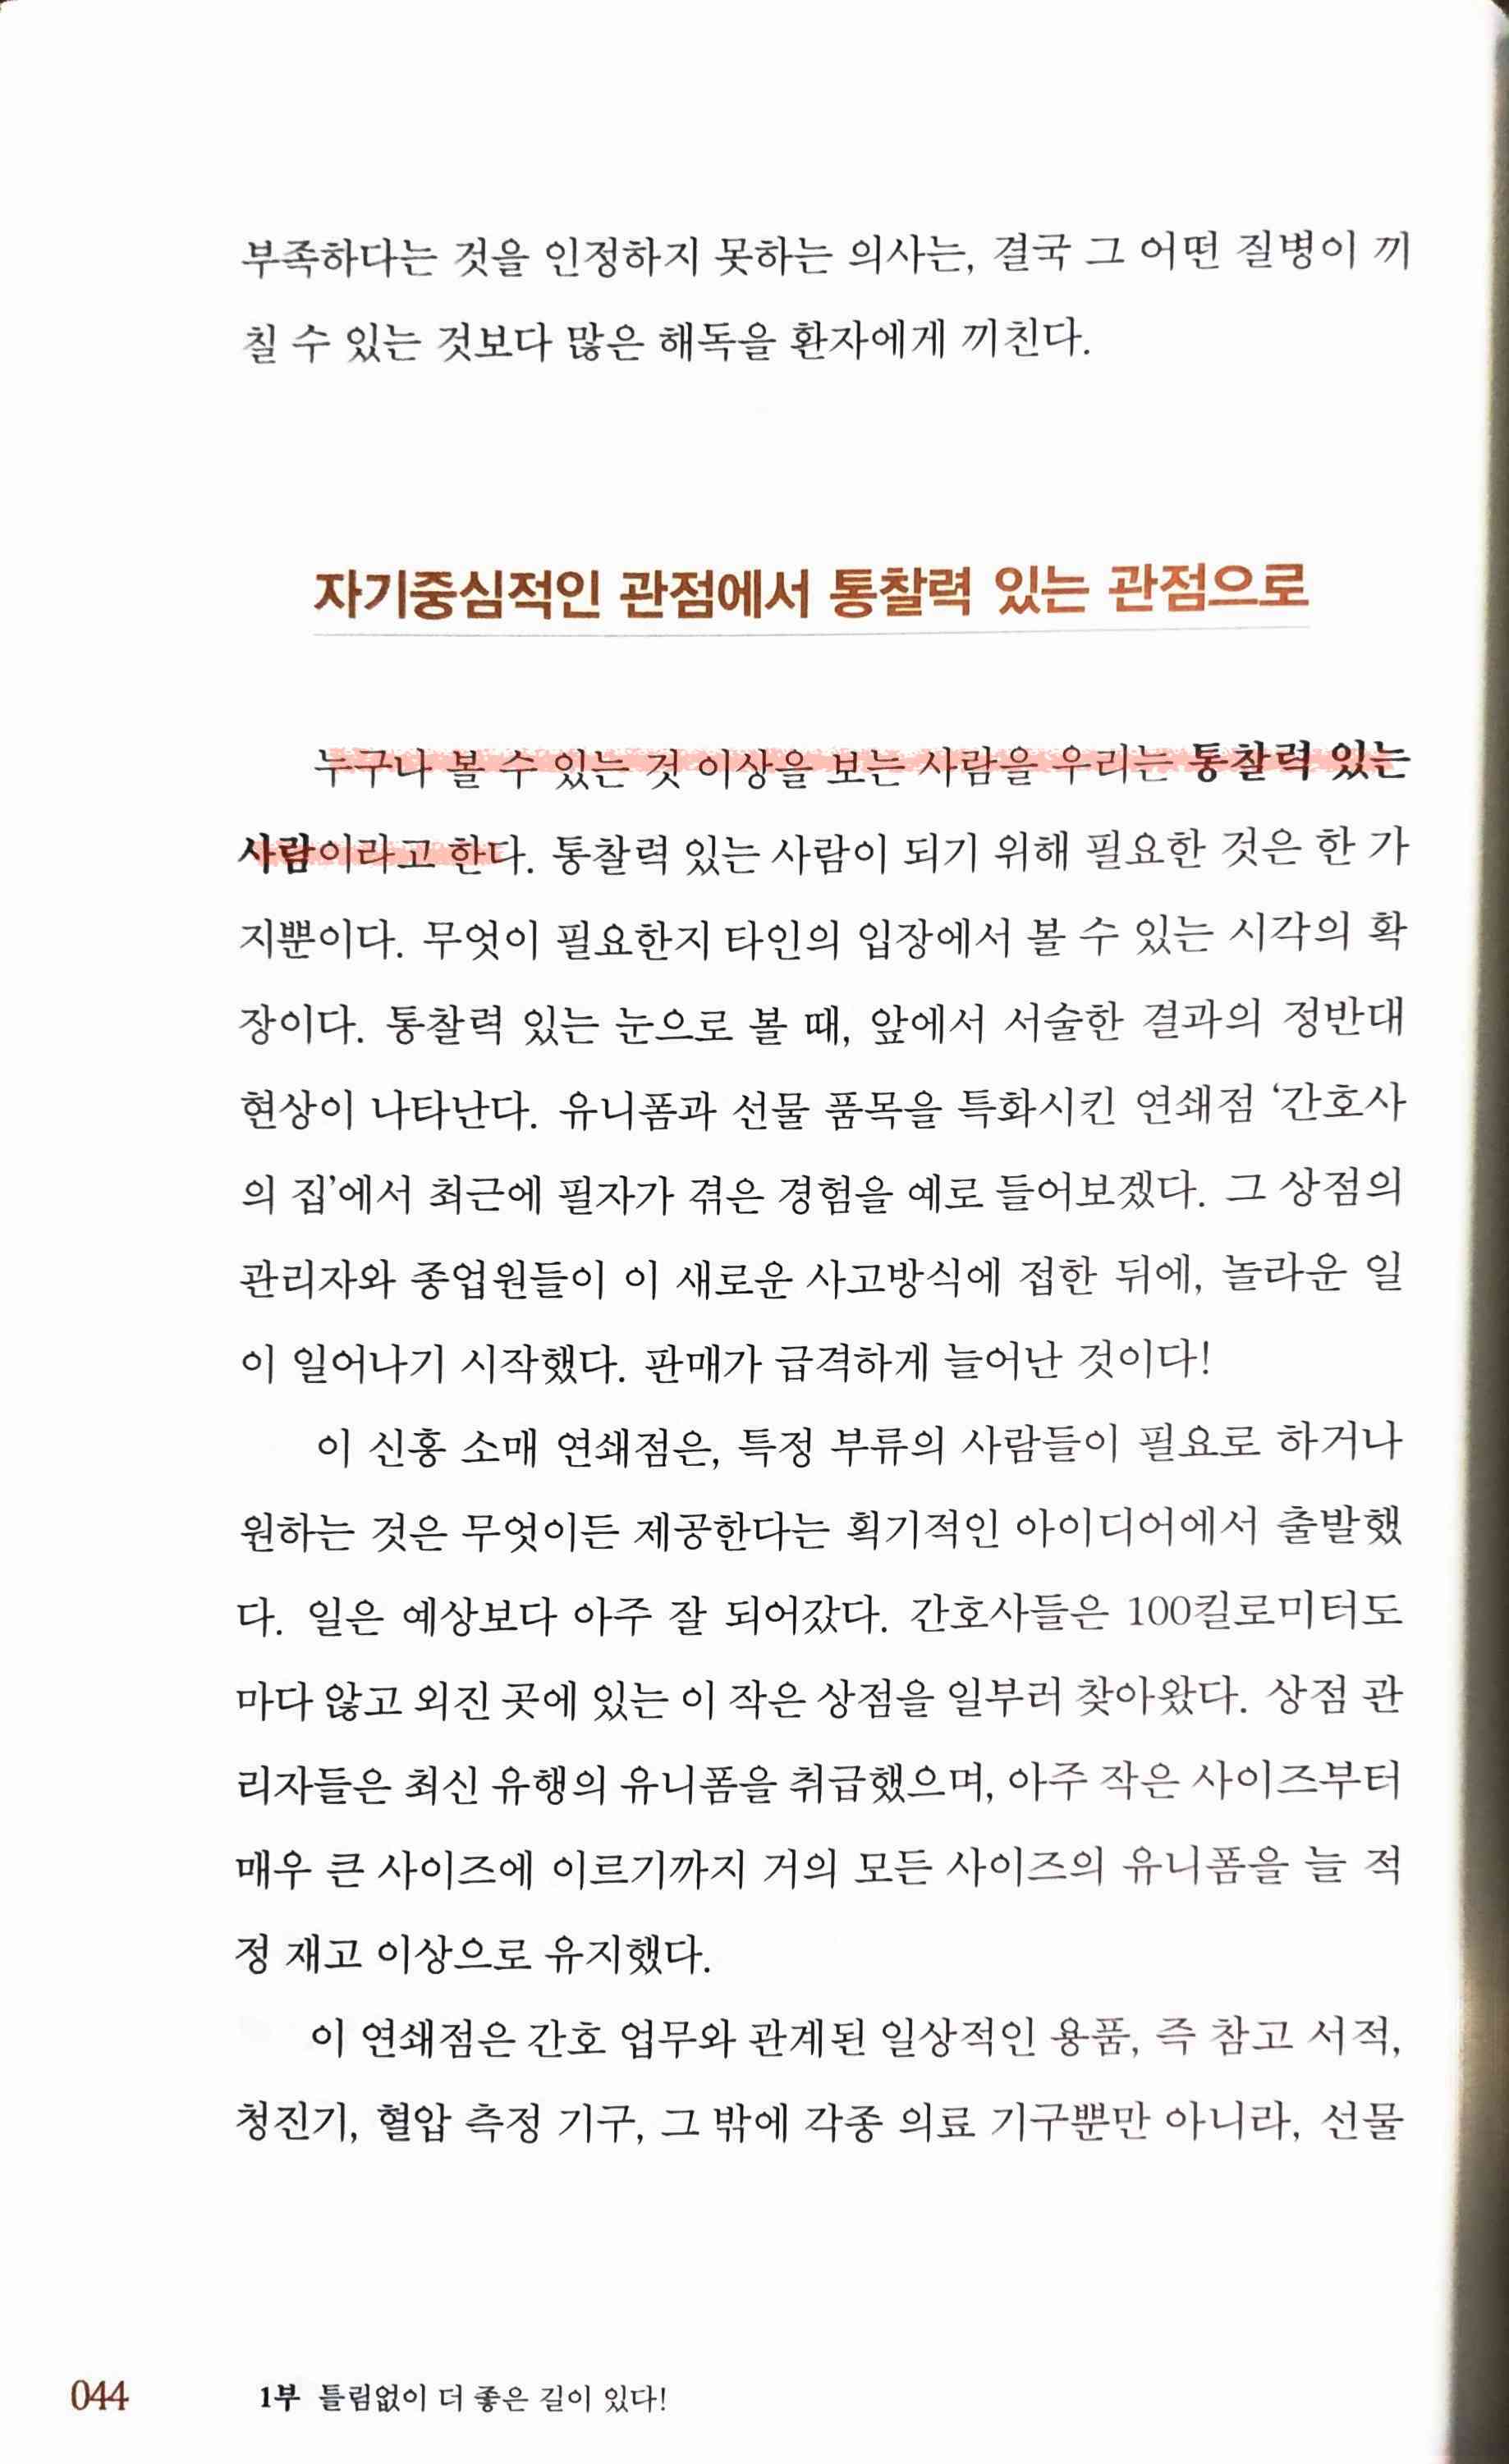 부족하다는 것을 인정하지 못하는 의사는, 결국 그 어떤 질병이 끼
칠 수 있는 것보다 많은 해독을 환자에게 끼친다.
자기중심적인 관점에서 통찰력 있는 관점으로
누구나 볼 수 있는 것 이상을 보는 사람을 우리는 통찰력 있는
사람이라고 한다. 통찰력 있는 사람이 되기 위해 필요한 것은 한 가
지뿐이다. 무엇이 필요한지 타인의 입장에서 볼 수 있는 시각의 확
장이다. 통찰력 있는 눈으로 볼 때, 앞에서 서술한 결과의 정반대
현상이 나타난다. 유니폼과 선물 품목을 특화시킨 연쇄점 ‘간호사
의 집’에서 최근에 필자가 겪은 경험을 예로 들어보겠다. 그 상점의
관리자와 종업원들이 이 새로운 사고방식에 접한 뒤에, 놀라운 일
이 일어나기 시작했다. 판매가 급격하게 늘어난 것이다!
이 신흥 소매 연쇄점은, 특정 부류의 사람들이 필요로 하거나
원하는 것은 무엇이든 제공한다는 획기적인 아이디어에서 출발했
다. 일은 예상보다 아주 잘 되어갔다. 간호사들은 100킬로미터도
마다 않고 외진 곳에 있는 이 작은 상점을 일부러 찾아왔다. 상점 관
리자들은 최신 유행의 유니폼을 취급했으며, 아주 작은 사이즈부터
매우 큰 사이즈에 이르기까지 거의 모든 사이즈의 유니폼을 늘 적
정 재고 이상으로 유지했다.
이 연쇄점은 간호 업무와 관계된 일상적인 용품, 즉 참고 서적,
청진기, 혈압 측정 기구, 그 밖에 각종 의료 기구뿐만 아니라, 선물
044 1부 틀림없이 더 좋은 길이 있다!